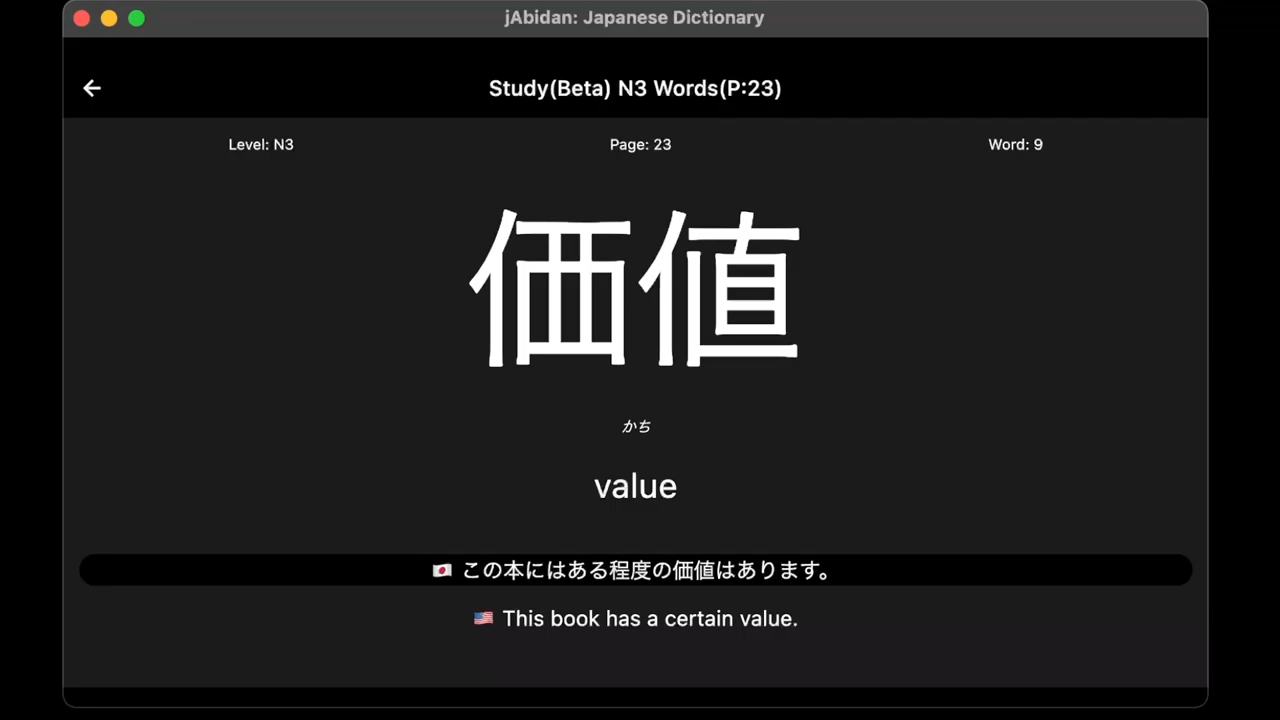 jAbidan: Japanese Dictionary
Study(Beta) N3 Words(P:23)
Level: N3
Page: 23
Word: 9
価値
かち
value
この本にはある程度の価値はあります。
This book has a certain value.